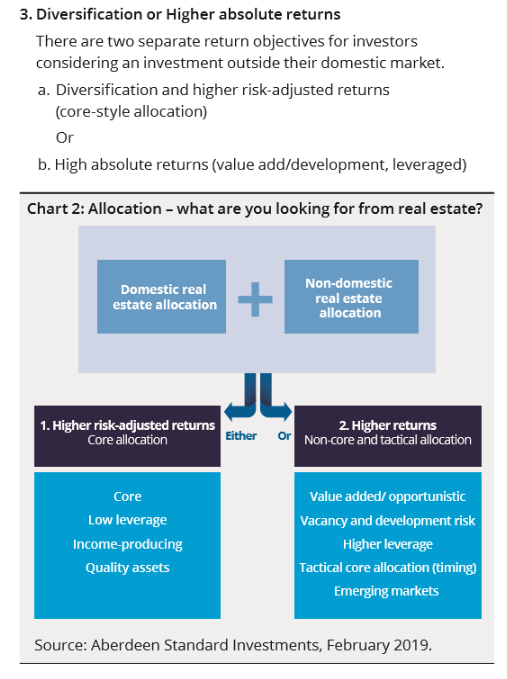 3. Diversification or Higher absolute returns
There are two separate return objectives for investors
considering an investment outside their domestic market.
a. Diversification and higher risk-adjusted returns
(core-style allocation)
Or
b. High absolute returns (value add/development, leveraged)
Chart 2: Allocation – what are you looking for from real estate?
Domestic real
estate allocation
+
Non-domestic
real estate
allocation
1. Higher risk-adjusted returns
Core allocation
Either
Or
2. Higher returns
Non-core and tactical allocation
Core
Low leverage
Income-producing
Quality assets
Value added/ opportunistic
Vacancy and development risk
Higher leverage
Tactical core allocation (timing)
Emerging markets
Source: Aberdeen Standard Investments, February 2019.